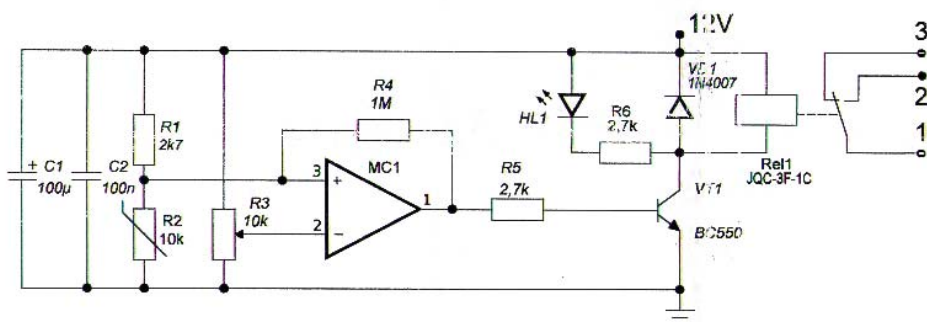 12V
3
2
1
VD1
1N4007
R4
1M
R1
2k7
HL1
R6
2,7k
+
C1
100µ
C2
100n
3
+
MC1
1
R5
2,7k
Rel1
JQC-3F-1C
R2
10k
R3
10k
2
−
VT1
BC550